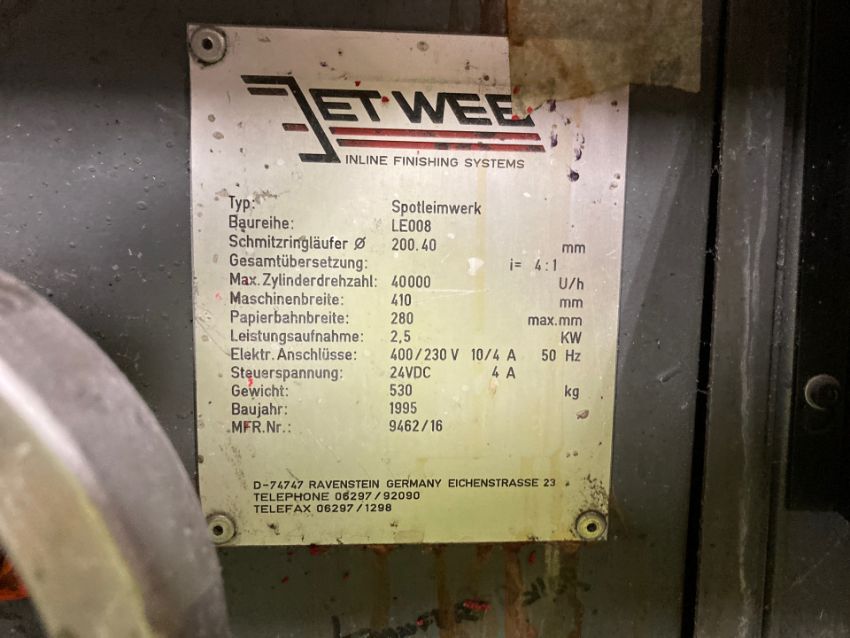 JET WEB
INLINE FINISHING SYSTEMS
Typ: Spotleimwerk
Baureihe: LE008
Schmitzringläufer Ø 200.40 mm
Gesamtübersetzung: i= 4:1
Max. Zylinderdrehzahl: 40000 U/h
Maschinenbreite: 410 mm
Papierbahnbreite: 280 max.mm
Leistungsaufnahme: 2,5 KW
Elektr. Anschlüsse: 400/230 V 10/4 A 50 Hz
Steuerspannung: 24VDC 4 A
Gewicht: 530 kg
Baujahr: 1995
MFR.Nr.: 9462/16
D-74747 RAVENSTEIN GERMANY EICHENSTRASSE 23
TELEPHONE 06297/92090
TELEFAX 06297/1298